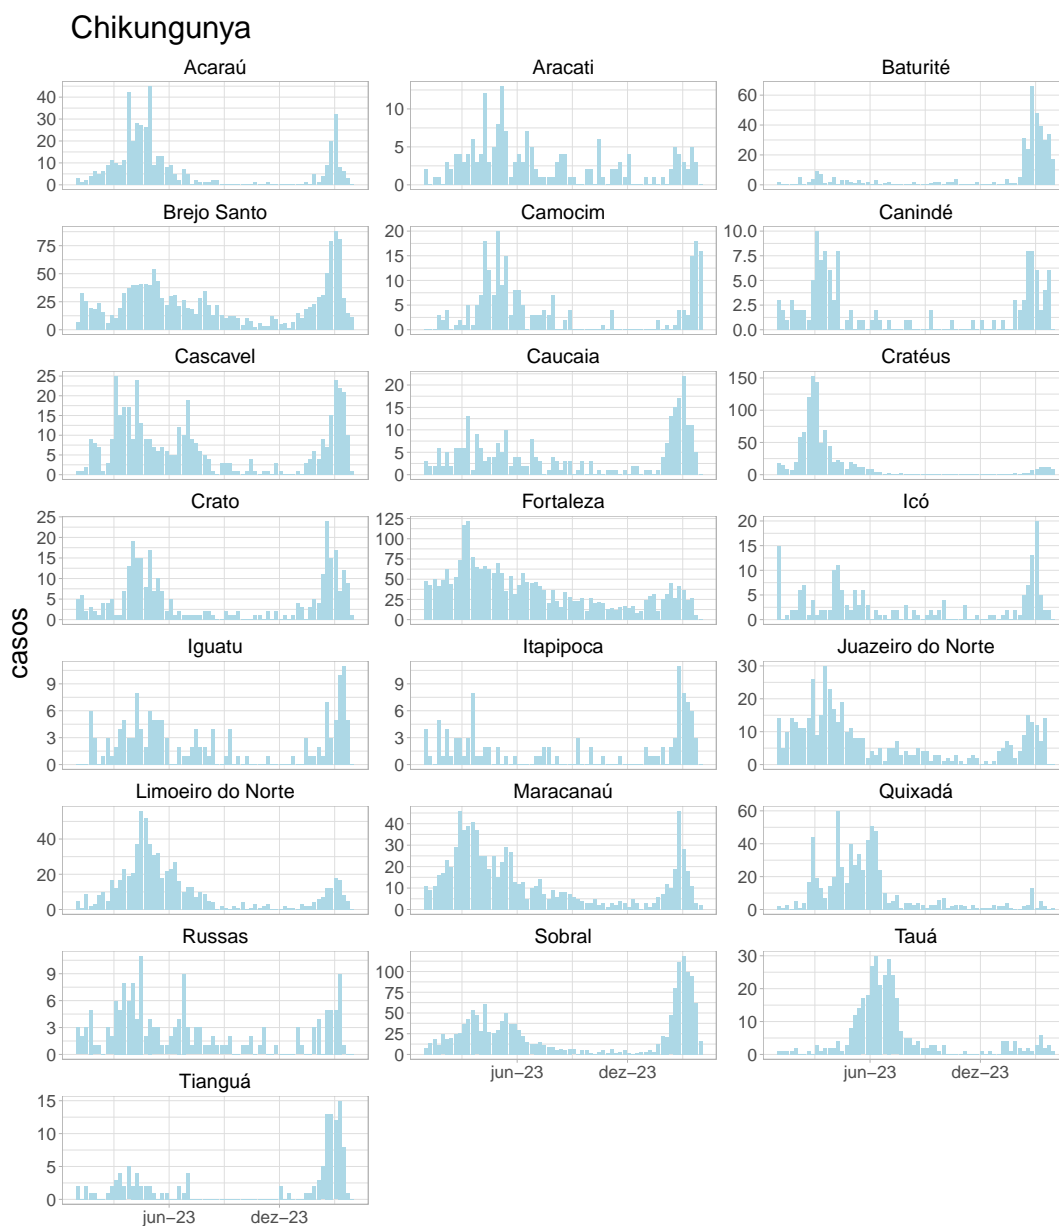 Chikungunya
Acaraú Aracati Baturité
40 30 20 10 0
10 5 0
60 40 20 0
Brejo Santo Camocim Canindé
75 50 25 0
20 15 10 5 0
10.0 7.5 5.0 2.5 0.0
Cascavel Caucaia Cratéus
25 20 15 10 5 0
20 15 10 5 0
150 100 50 0
Crato Fortaleza Icó
25 20 15 10 5 0
125 100 75 50 25 0
20 15 10 5 0
casos
Iguatu Itapipoca Juazeiro do Norte
9 6 3 0
9 6 3 0
30 20 10 0
Limoeiro do Norte Maracanaú Quixadá
40 20 0
40 30 20 10 0
60 40 20 0
Russas Sobral Tauá
9 6 3 0
100 75 50 25 0
30 20 10 0
jun–23 dez–23 jun–23 dez–23
Tianguá
15 10 5 0
jun–23 dez–23